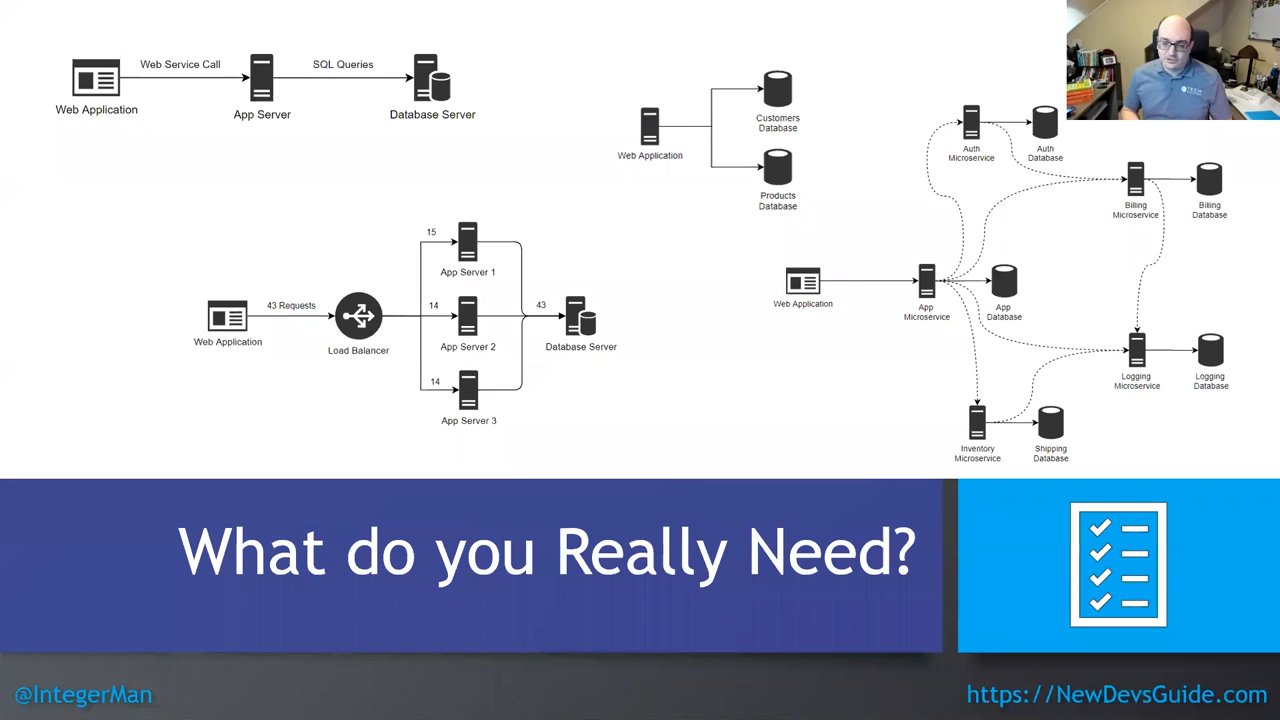 Web Service Call
SQL Queries
Web Application
App Server
Database Server
Customers
Database
Web Application
Products
Database
Auth
Microservice
Auth
Database
Billing
Microservice
Billing
Database
Web Application
App
Microservice
App
Database
Logging
Microservice
Logging
Database
Inventory
Microservice
Shipping
Database
15
App Server 1
43 Requests
14
43
Web Application
Load Balancer
App Server 2
Database Server
14
App Server 3
What do you Really Need?
@IntegerMan
https://NewDevsGuide.com
TECH